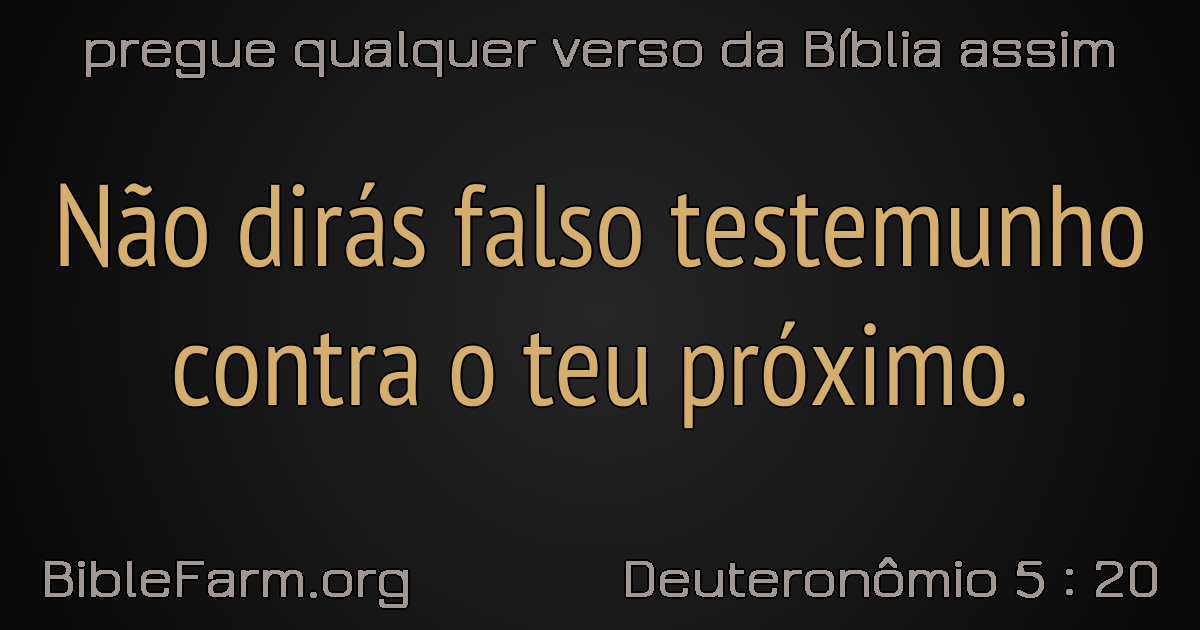 pregue qualquer verso da Bíblia assim
Não dirás falso testemunho
contra o teu próximo.
BibleFarm.org
Deuteronômio 5 : 20